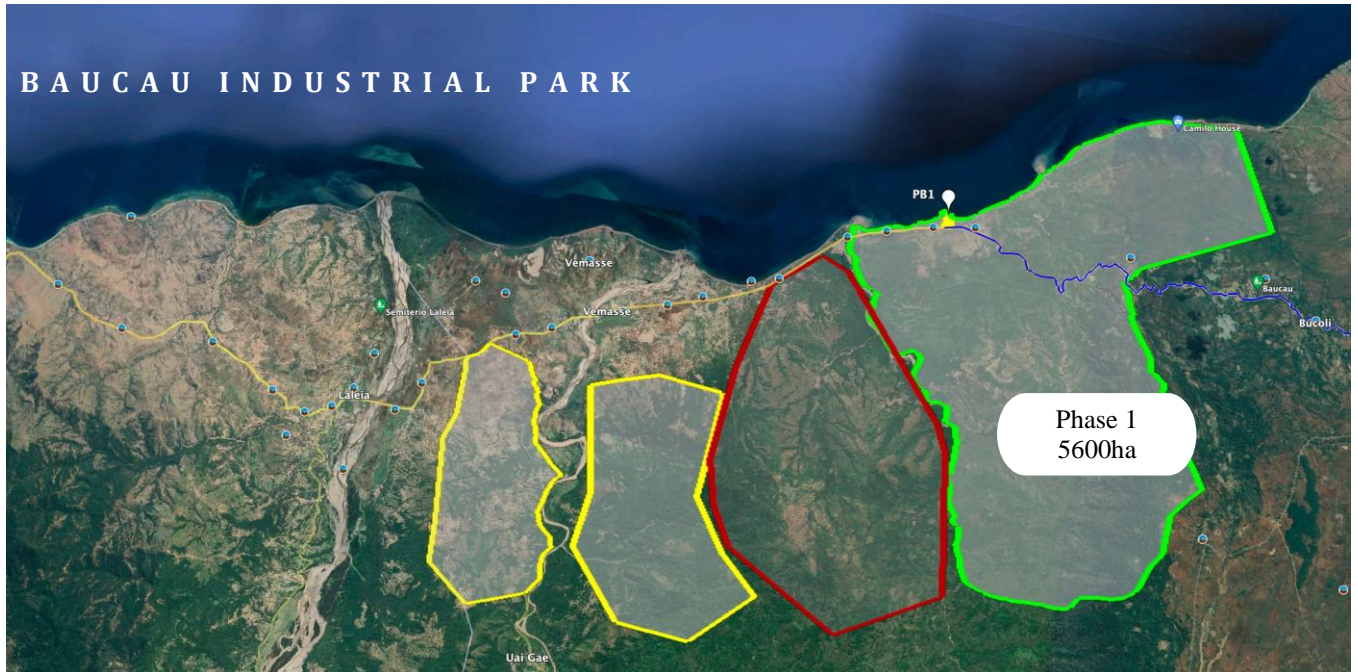 BAUCAU INDUSTRIAL PARK
Camilo House
PB1
Vemasse
Baucau
Semiterio Laleia
Vemasse
Bucoli
Laleia
Phase 1
5600ha
Uai Gae